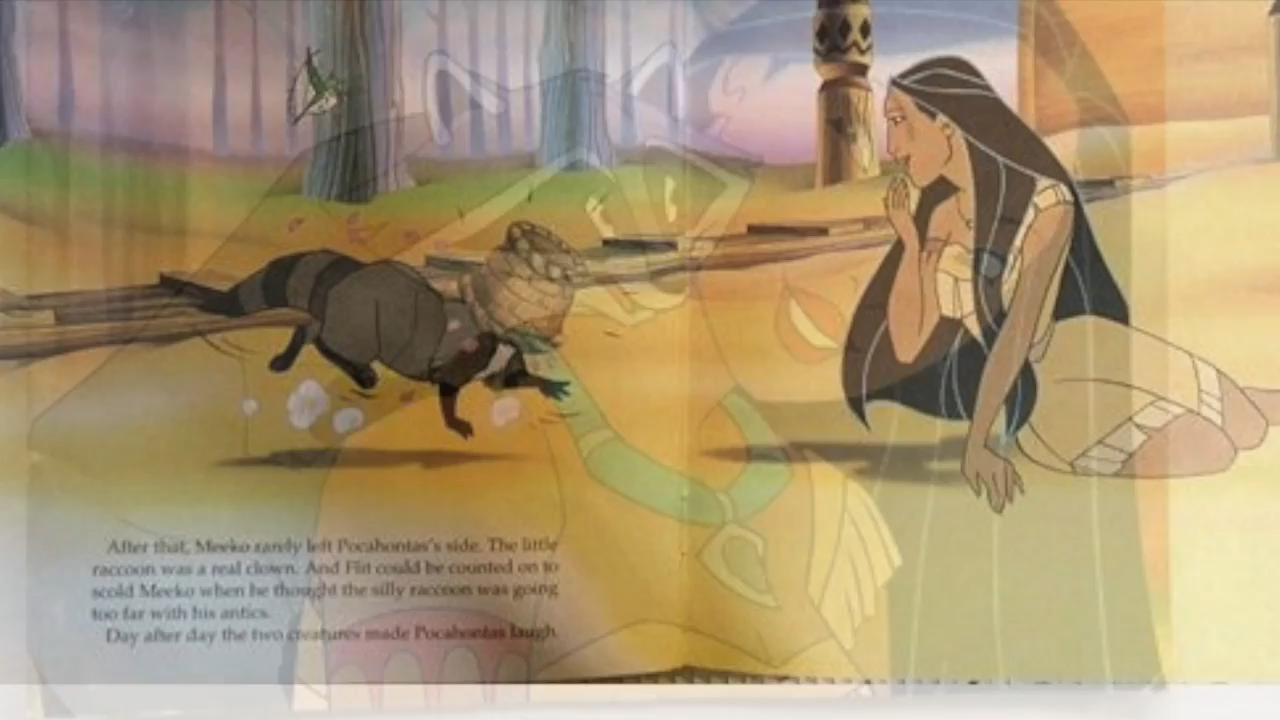 After that, Meeko rarely left Pocahontas's side. The little
raccoon was a real clown. And Flit could be counted on to
scold Meeko when he thought the silly raccoon was going
too far with his antics.
Day after day the two creatures made Pocahontas laugh.